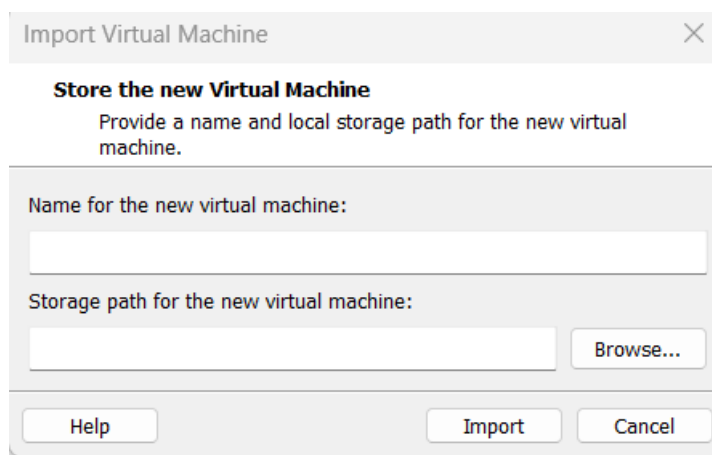 Import Virtual Machine
Store the new Virtual Machine
Provide a name and local storage path for the new virtual
machine.
Name for the new virtual machine:
Storage path for the new virtual machine:
Browse...
Help
Import
Cancel